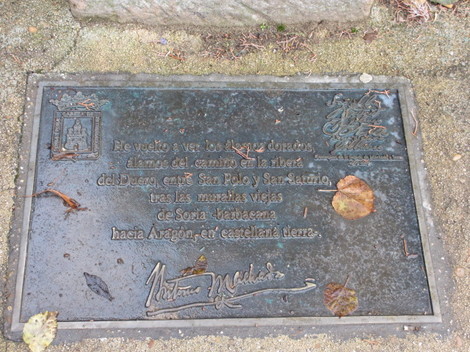 He vuelto a ver los álamos dorados,
álamos del camino en la ribera
del Duero, entre San Polo y San Saturio,
tras las murallas viejas
de Soria - barbacana
hacia Aragón, en castellana tierra.
Antonio Machado